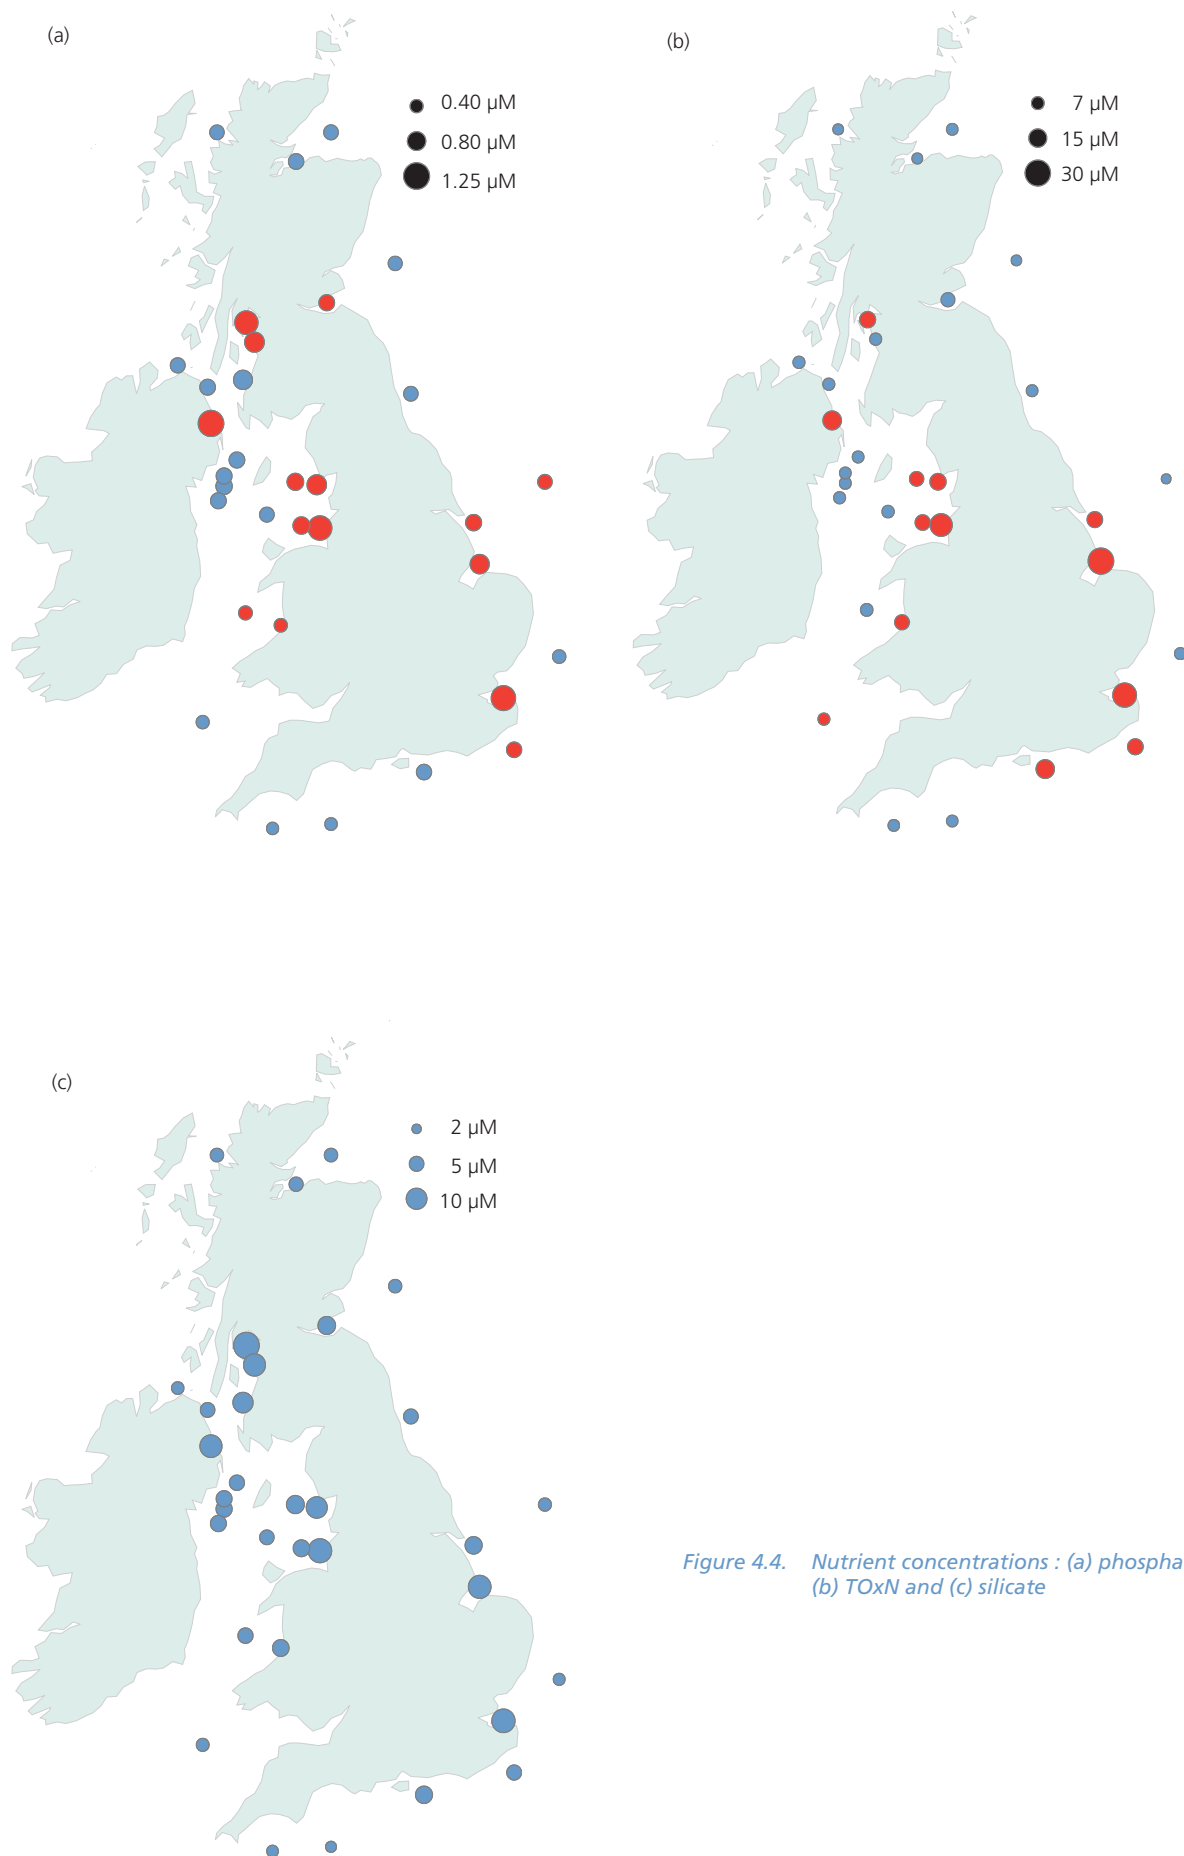 (a)
0.40 µM
0.80 µM
1.25 µM
(b)
7 µM
15 µM
30 µM
(c)
2 µM
5 µM
10 µM
Figure 4.4. Nutrient concentrations : (a) phospha
(b) TOxN and (c) silicate